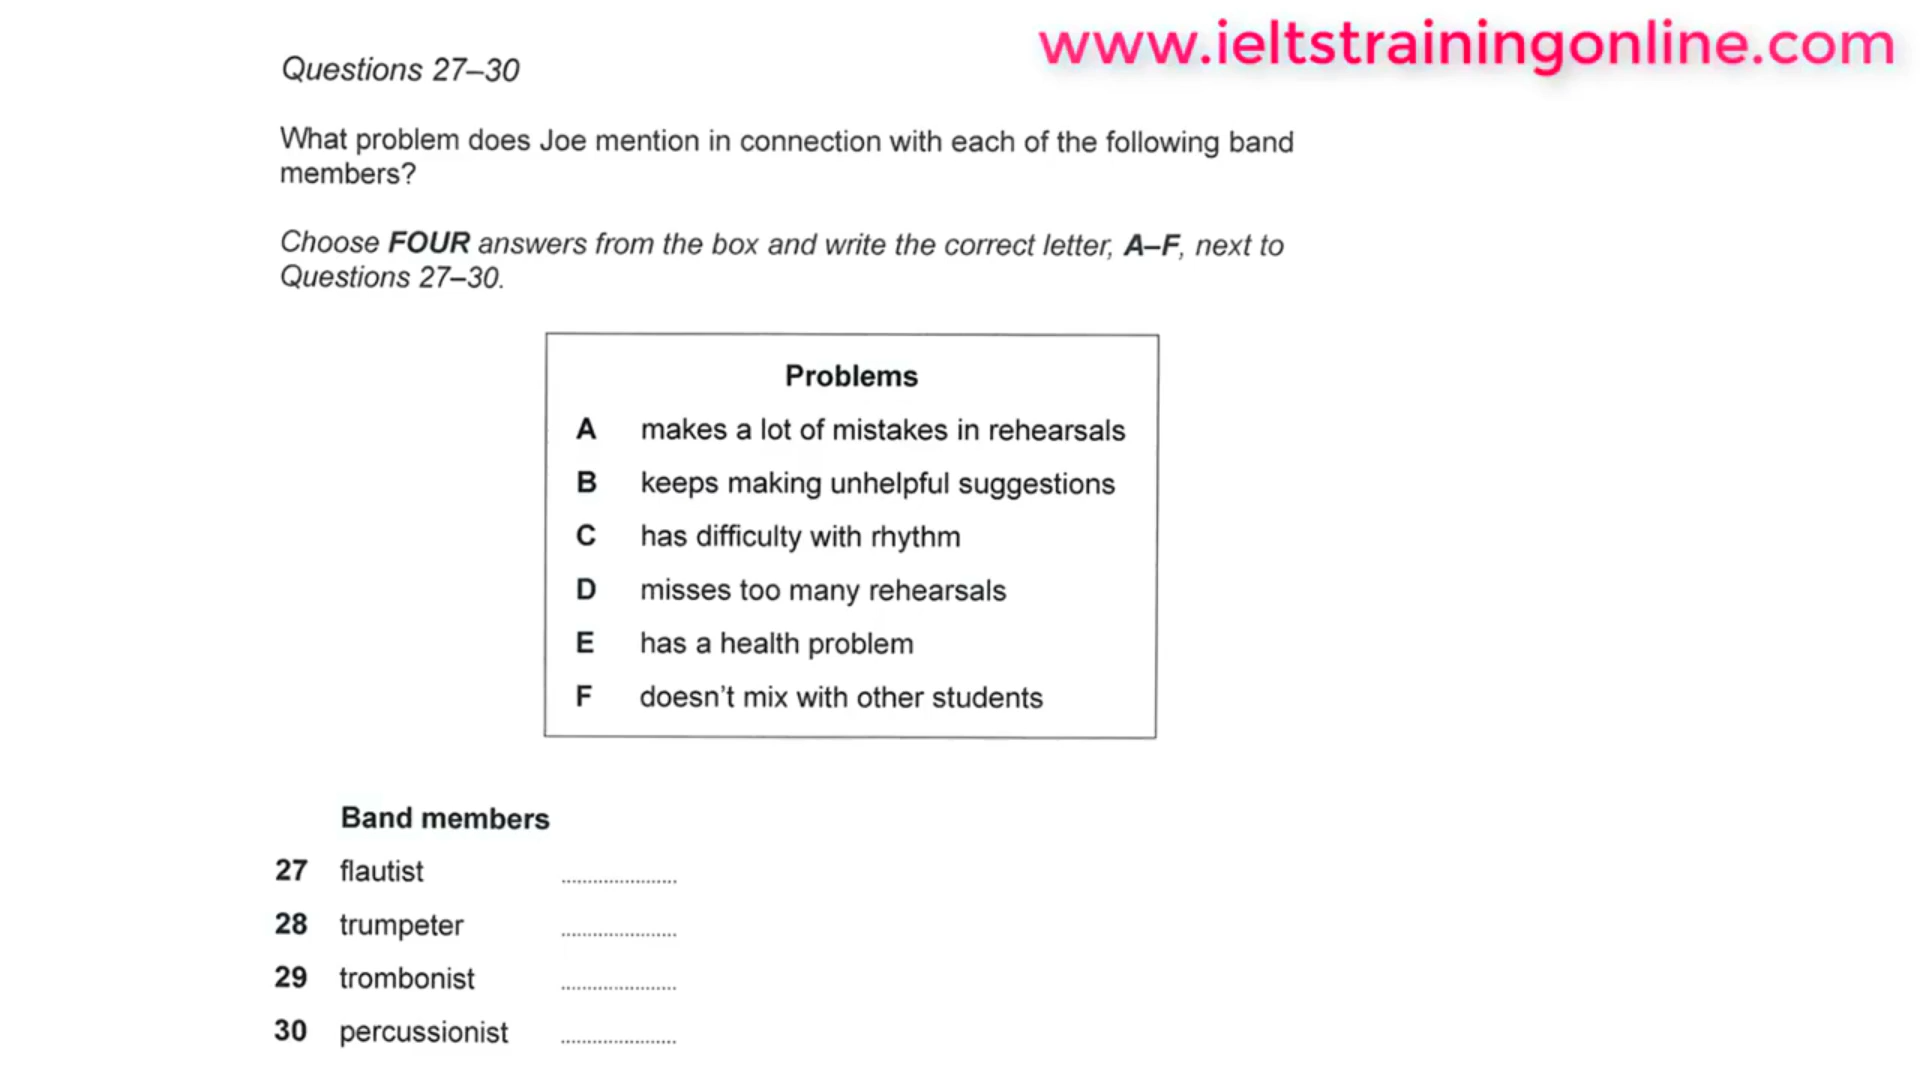 www.ieltstrainingonline.com
Questions 27–30
What problem does Joe mention in connection with each of the following band
members?
Choose FOUR answers from the box and write the correct letter, A–F, next to
Questions 27–30.
Problems
A makes a lot of mistakes in rehearsals
B keeps making unhelpful suggestions
C has difficulty with rhythm
D misses too many rehearsals
E has a health problem
F doesn't mix with other students
Band members
27 flautist ........................
28 trumpeter ........................
29 trombonist ........................
30 percussionist ........................